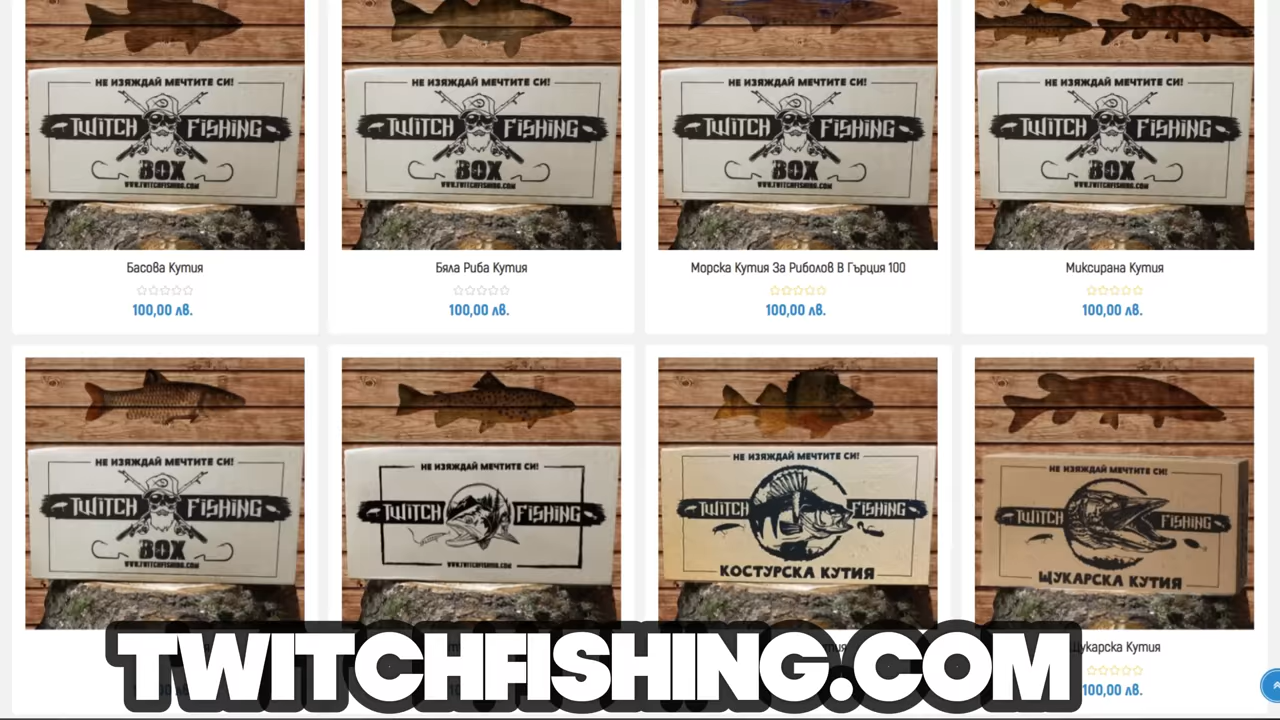 НЕ ИЗЯЖДАЙ МЕЧТИТЕ СИ!
TWITCH FISHING
BOX
WWW.TWITCHFISHING.COM
НЕ ИЗЯЖДАЙ МЕЧТИТЕ СИ!
TWITCH FISHING
BOX
WWW.TWITCHFISHING.COM
НЕ ИЗЯЖДАЙ МЕЧТИТЕ СИ!
TWITCH FISHING
BOX
WWW.TWITCHFISHING.COM
НЕ ИЗЯЖДАЙ МЕЧТИТЕ СИ!
TWITCH FISHING
BOX
WWW.TWITCHFISHING.COM
Басова Кутия
Бяла Риба Кутия
Морска Кутия За Риболов В Гърция 100
Миксирана Кутия
100,00 лв.
100,00 лв.
100,00 лв.
100,00 лв.
НЕ ИЗЯЖДАЙ МЕЧТИТЕ СИ!
TWITCH FISHING
BOX
WWW.TWITCHFISHING.COM
НЕ ИЗЯЖДАЙ МЕЧТИТЕ СИ!
TWITCH FISHING
WWW.TWITCHFISHING.COM
НЕ ИЗЯЖДАЙ МЕЧТИТЕ СИ!
TWITCH FISHING
КОСТУРСКА КУТИЯ
НЕ ИЗЯЖДАЙ МЕЧТИТЕ СИ!
TWITCH FISHING
ЩУКАРСКА КУТИЯ
Щукарска Кутия
100,00 лв.
TWITCHFISHING.COM